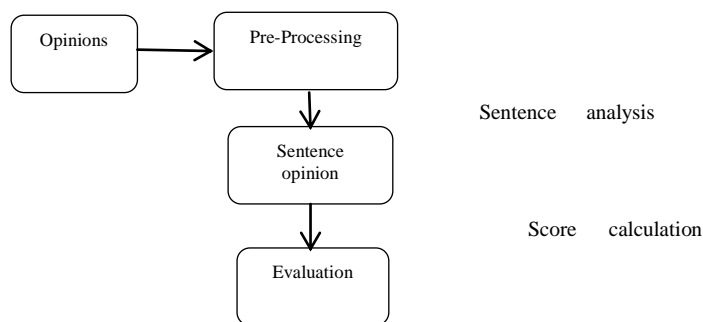 Opinions
Pre-Processing
Sentence analysis
Sentence
opinion
Score calculation
Evaluation